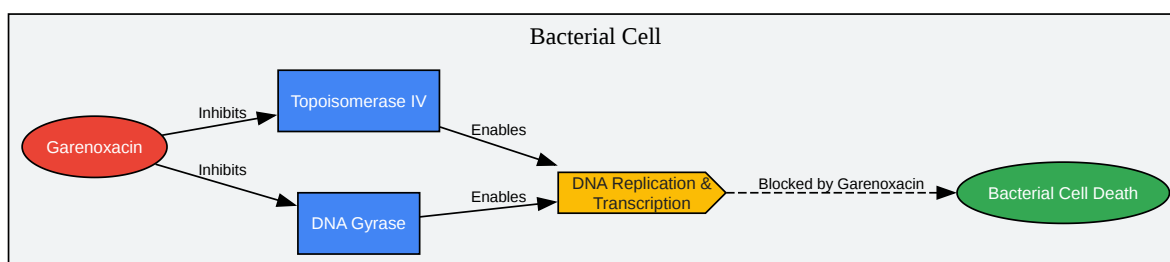 Bacterial Cell
Garenoxacin
Inhibits
Inhibits
Topoisomerase IV
DNA Gyrase
Enables
Enables
DNA Replication &
Transcription
Blocked by Garenoxacin
Bacterial Cell Death